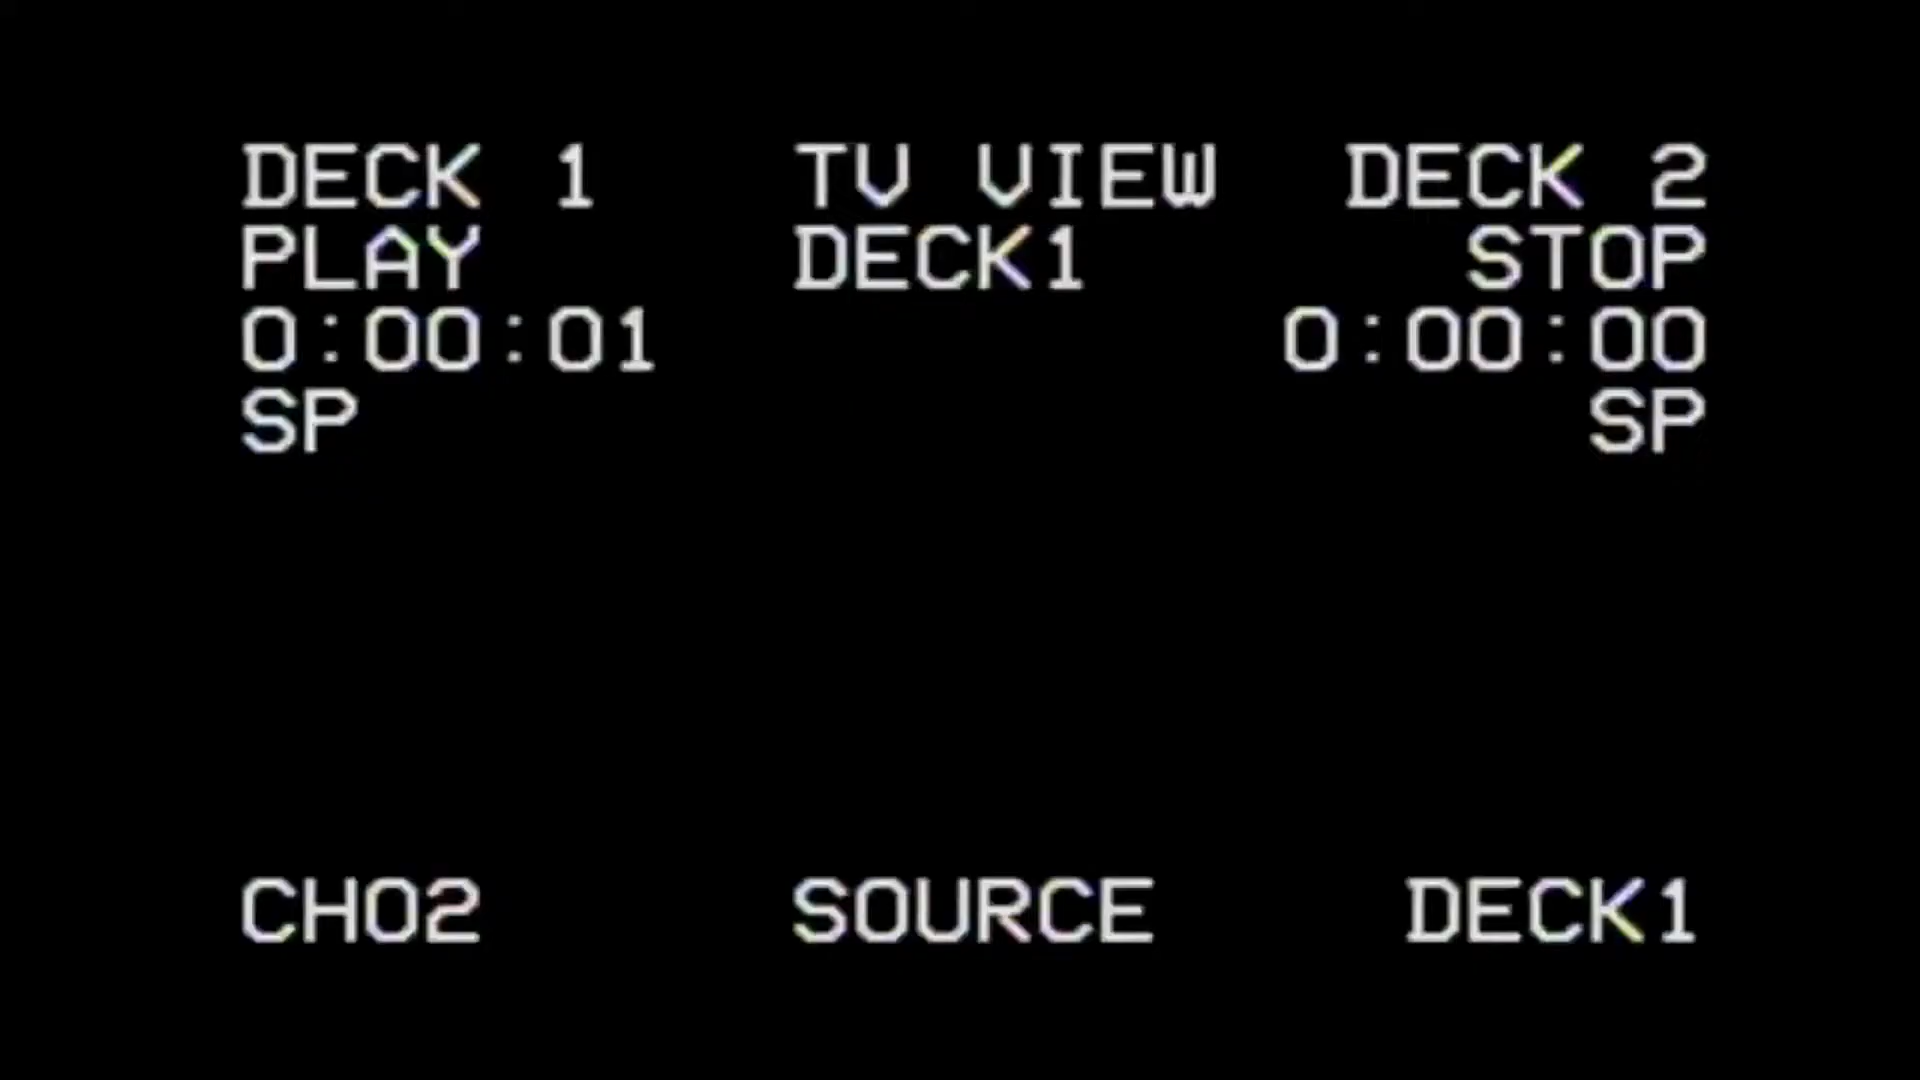 DECK 1 TV VIEW DECK 2
PLAY DECK1 STOP
0:00:01 0:00:00
SP SP
CH02 SOURCE DECK1